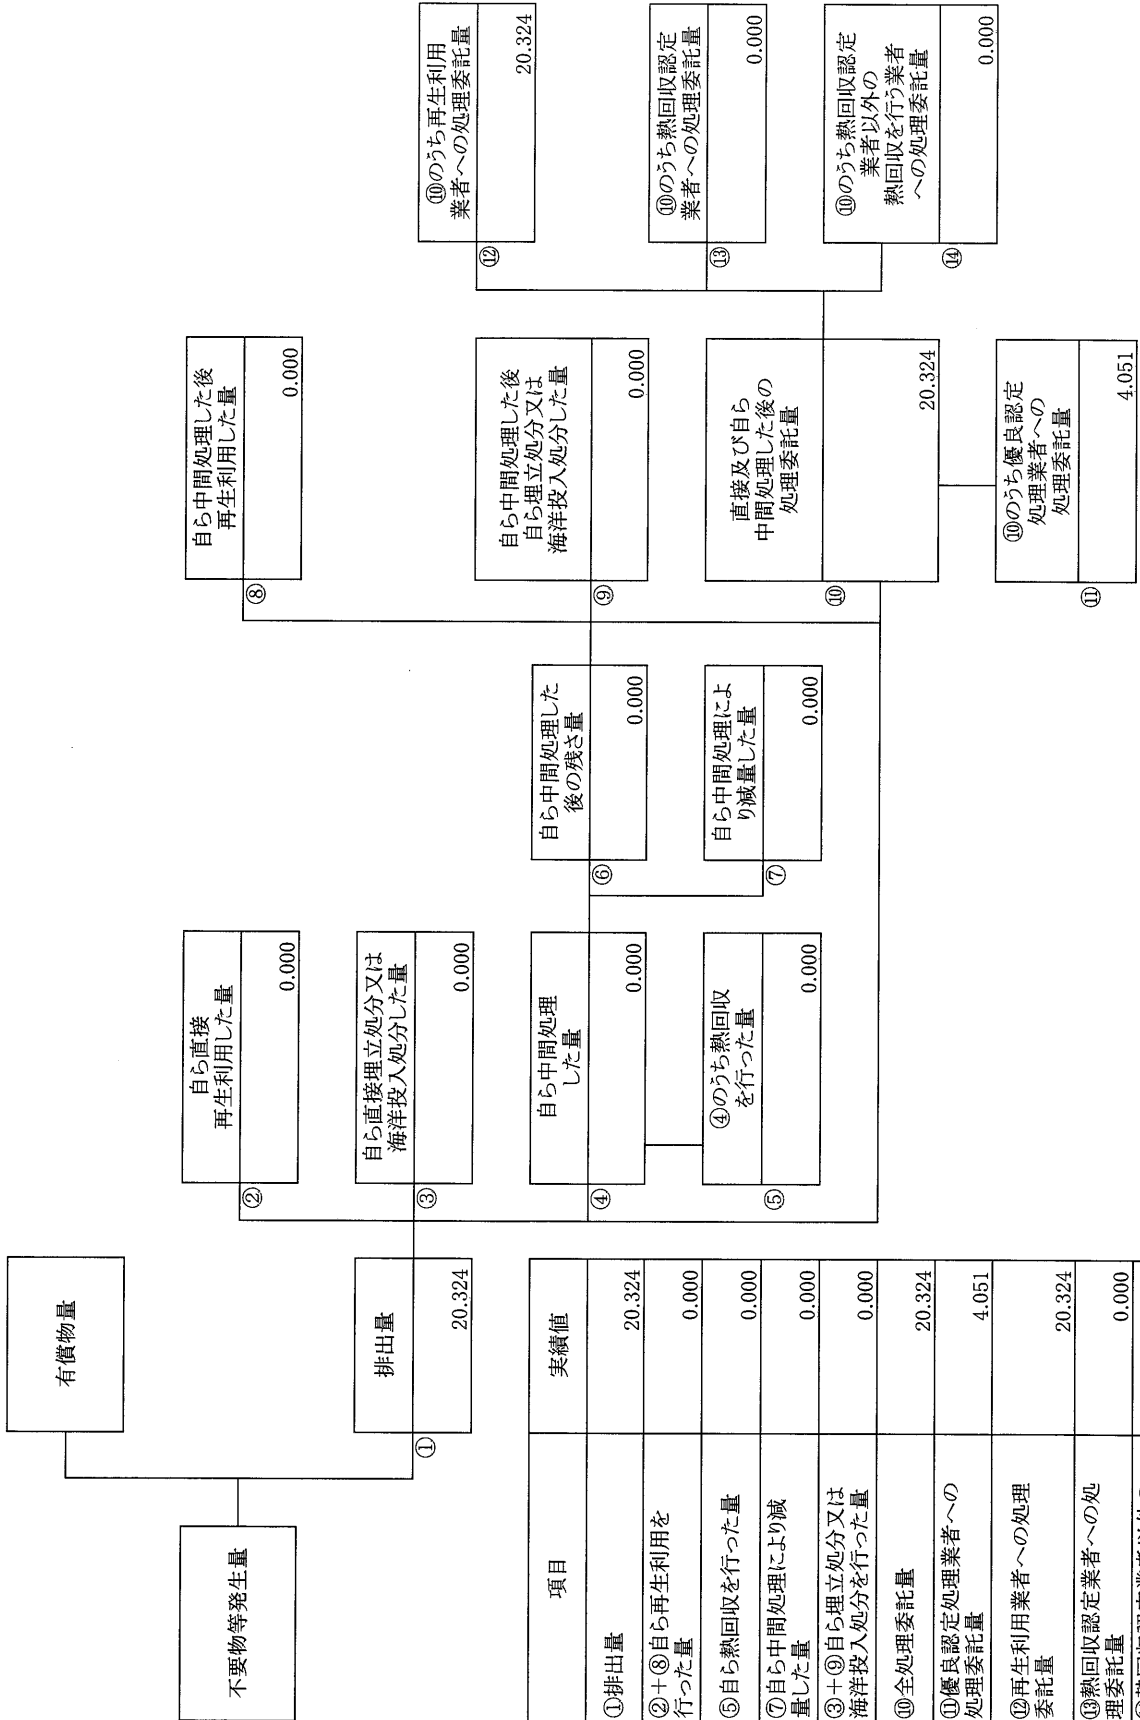 不要物等発生量
有償物量
排出量
①
20.324
自ら直接
再生利用した量
②
0.000
自ら直接埋立処分又は
海洋投入処分した量
③
0.000
自ら中間処理
した量
④
0.000
④のうち熱回収
を行った量
⑤
0.000
自ら中間処理した
後の残さ量
⑥
0.000
自ら中間処理によ
り減量した量
⑦
0.000
自ら中間処理した後
再生利用した量
⑧
0.000
自ら中間処理した後
自ら埋立処分又は
海洋投入処分した量
⑨
0.000
直接及び自ら
中間処理した後の
処理委託量
⑩
20.324
⑩のうち優良認定
処理業者への
処理委託量
⑪
4.051
⑩のうち再生利用
業者への処理委託量
⑫
20.324
⑩のうち熱回収認定
業者への処理委託量
⑬
0.000
⑩のうち熱回収認定
業者以外の
熱回収を行う業者
への処理委託量
⑭
0.000
項目 実績値
①排出量 20.324
②+⑧自ら再生利用を
行った量 0.000
⑤自ら熱回収を行った量 0.000
⑦自ら中間処理により減
量した量 0.000
③+⑨自ら埋立処分又は
海洋投入処分を行った量 0.000
⑩全処理委託量 20.324
⑪優良認定処理業者への
処理委託量 4.051
⑫再生利用業者への処理
委託量 20.324
⑬熱回収認定業者への処
理委託量 0.000